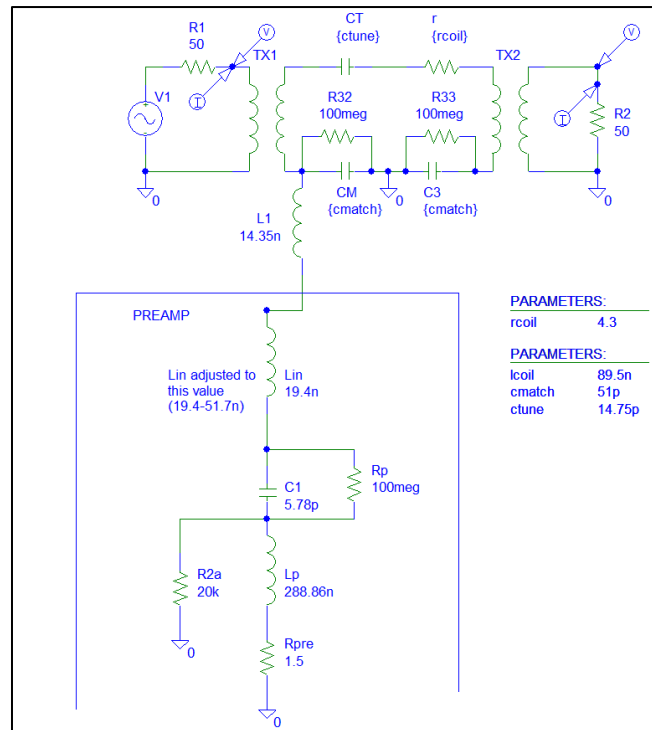 CT
{ctune}
r
{rcoil}
R1
50
TX1
V
TX2
V
V1
I
R32
100meg
R33
100meg
I
R2
50
0
CM
{cmatch}
0
C3
{cmatch}
0
L1
14.35n
PREAMP
PARAMETERS:
rcoil 4.3
PARAMETERS:
lcoil 89.5n
cmatch 51p
ctune 14.75p
Lin adjusted to
this value
(19.4-51.7n)
Lin
19.4n
C1
5.78p
Rp
100meg
R2a
20k
Lp
288.86n
0
Rpre
1.5
0